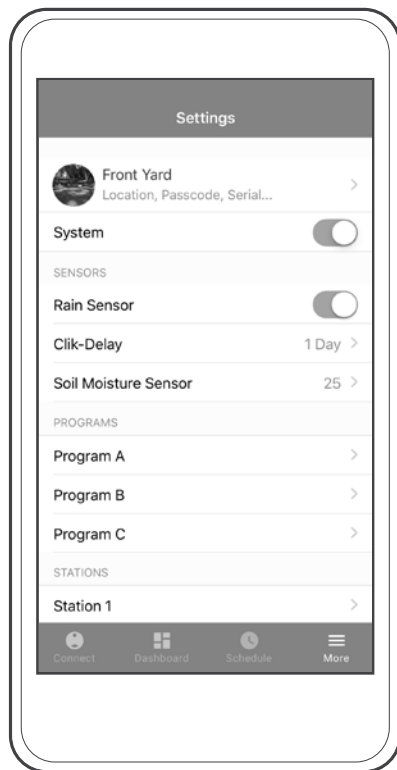 Settings
Front Yard
Location, Passcode, Serial...
System
SENSORS
Rain Sensor
Clik-Delay 1 Day
Soil Moisture Sensor 25
PROGRAMS
Program A
Program B
Program C
STATIONS
Station 1
Connect Dashboard Schedule More